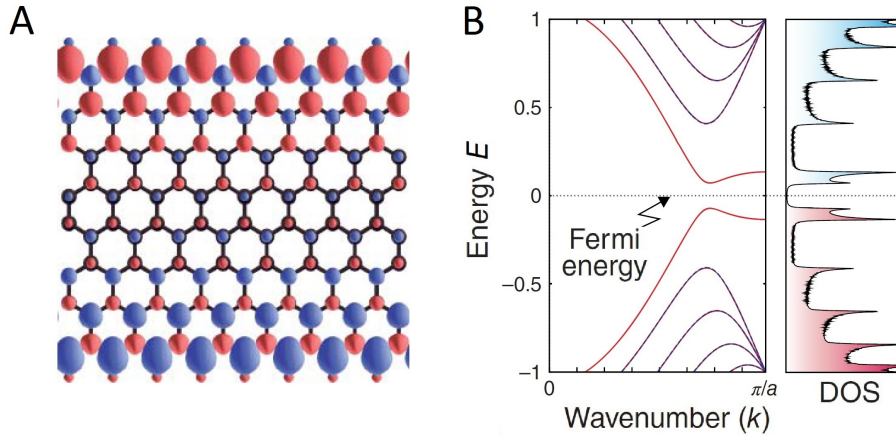 A
B
Energy E
1
0.5
0
−0.5
−1
Fermi
energy
0
π/a
Wavenumber (k)
DOS